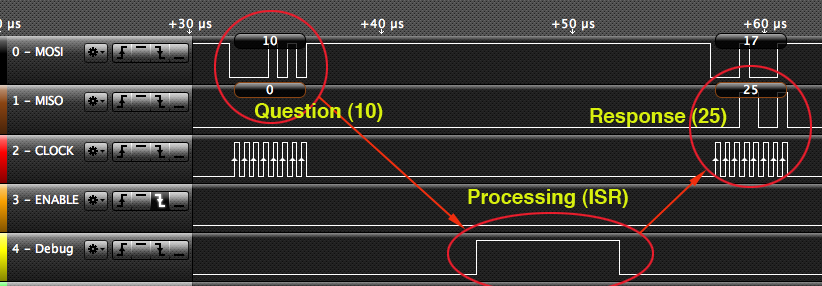 0 µs
+30 µs
+40 µs
+50 µs
+60 µs
0 - MOSI
10
17
0
25
1 - MISO
Question (10)
Response (25)
2 - CLOCK
3 - ENABLE
Processing (ISR)
4 - Debug